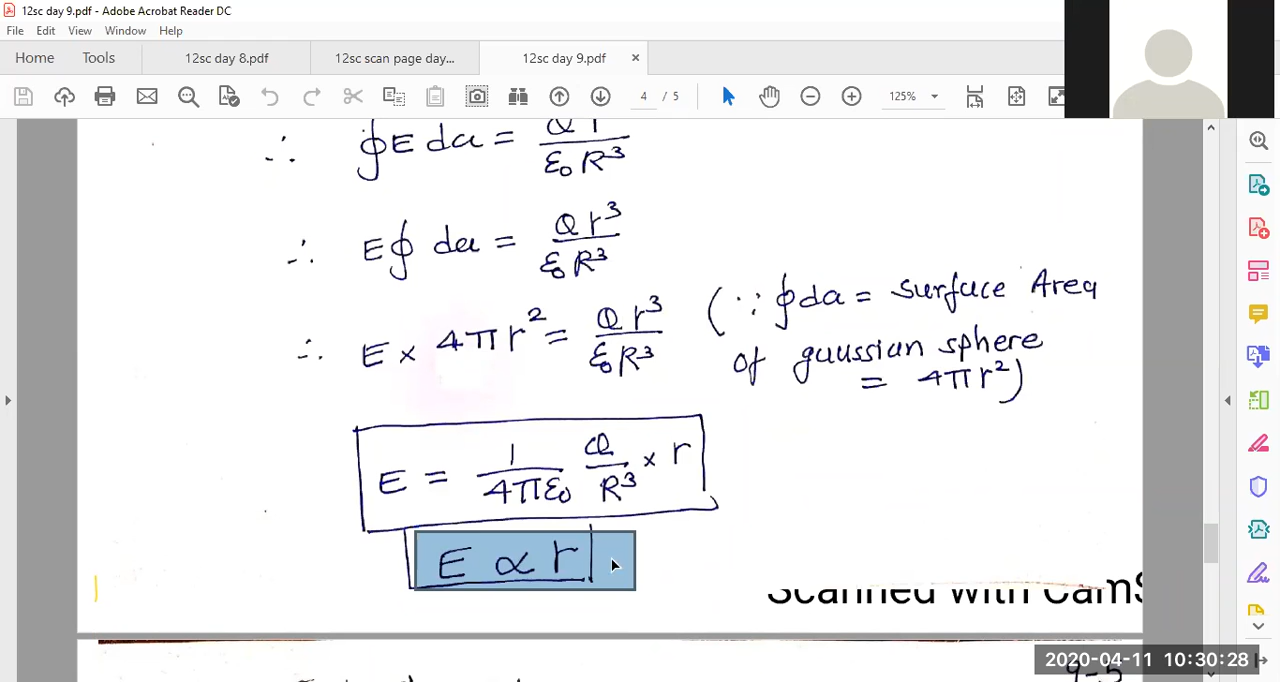 12sc day 9.pdf - Adobe Acrobat Reader DC
File Edit View Window Help
Home Tools 12sc day 8.pdf 12sc scan page day... 12sc day 9.pdf ×
4 / 5 125%
∴ ∮E da = Q r / ε₀ R³
∴ E∮ da = Q r³ / ε₀ R³
∴ E × 4π r² = Q r³ / ε₀ R³ (∵ ∮da = surface Area
of gaussian sphere
= 4π r²)
E = 1 / 4πε₀ Q / R³ × r
E ∝ r
Scanned with CamS
2020-04-11 10:30:28
9-5